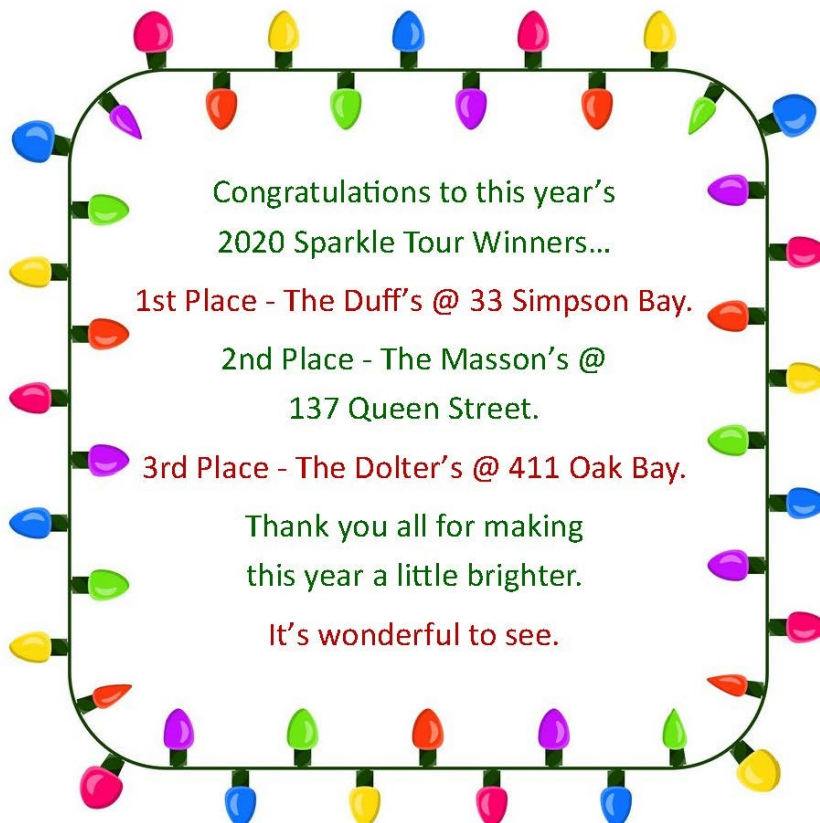 Congratulations to this year’s
2020 Sparkle Tour Winners...
1st Place - The Duff’s @ 33 Simpson Bay.
2nd Place - The Masson’s @
137 Queen Street.
3rd Place - The Dolter’s @ 411 Oak Bay.
Thank you all for making
this year a little brighter.
It’s wonderful to see.